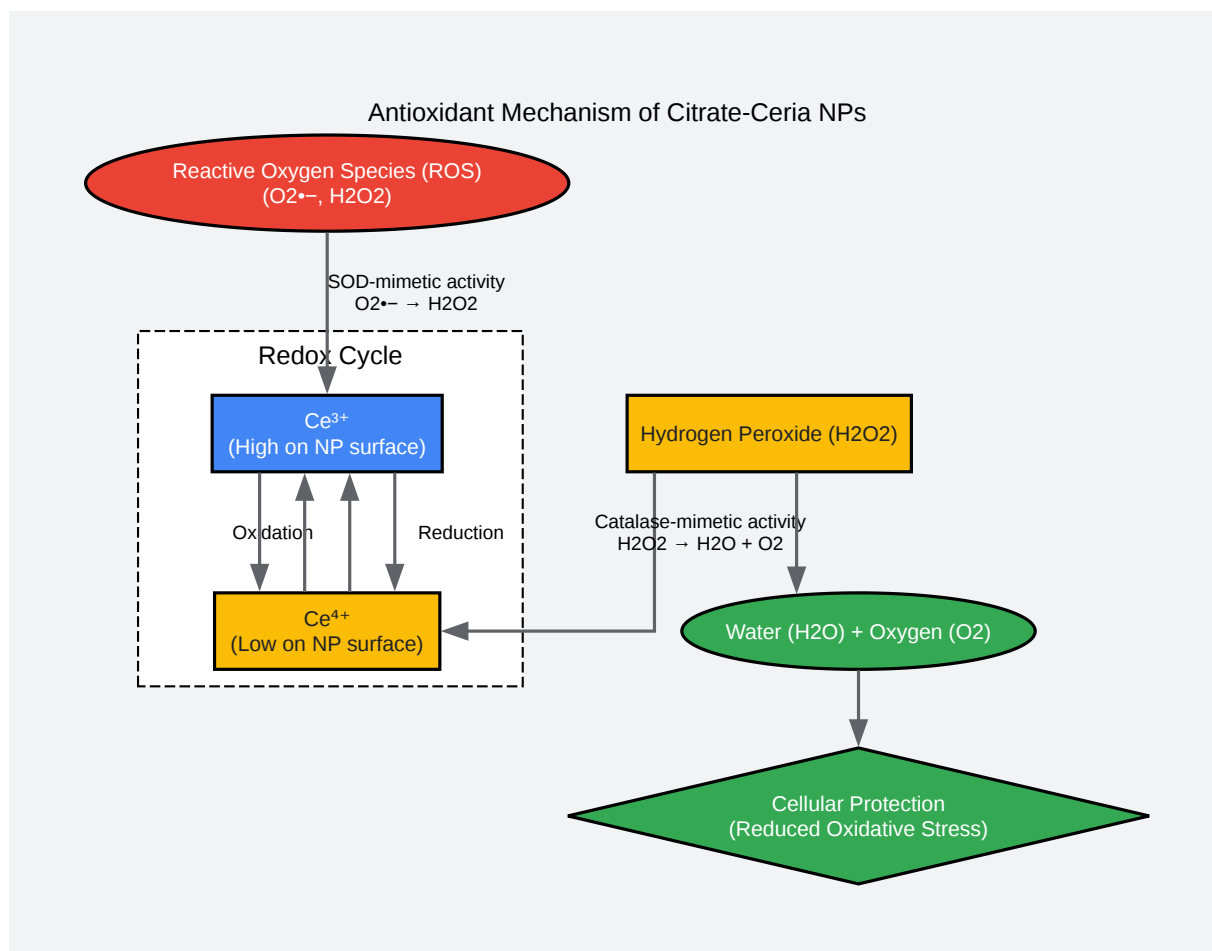 Antioxidant Mechanism of Citrate-Ceria NPs
Reactive Oxygen Species (ROS)
(O2•−, H2O2)
SOD-mimetic activity
O2•− → H2O2
Redox Cycle
Ce³⁺
(High on NP surface)
Hydrogen Peroxide (H2O2)
Oxidation
Reduction
Catalase-mimetic activity
H2O2 → H2O + O2
Ce⁴⁺
(Low on NP surface)
Water (H2O) + Oxygen (O2)
Cellular Protection
(Reduced Oxidative Stress)